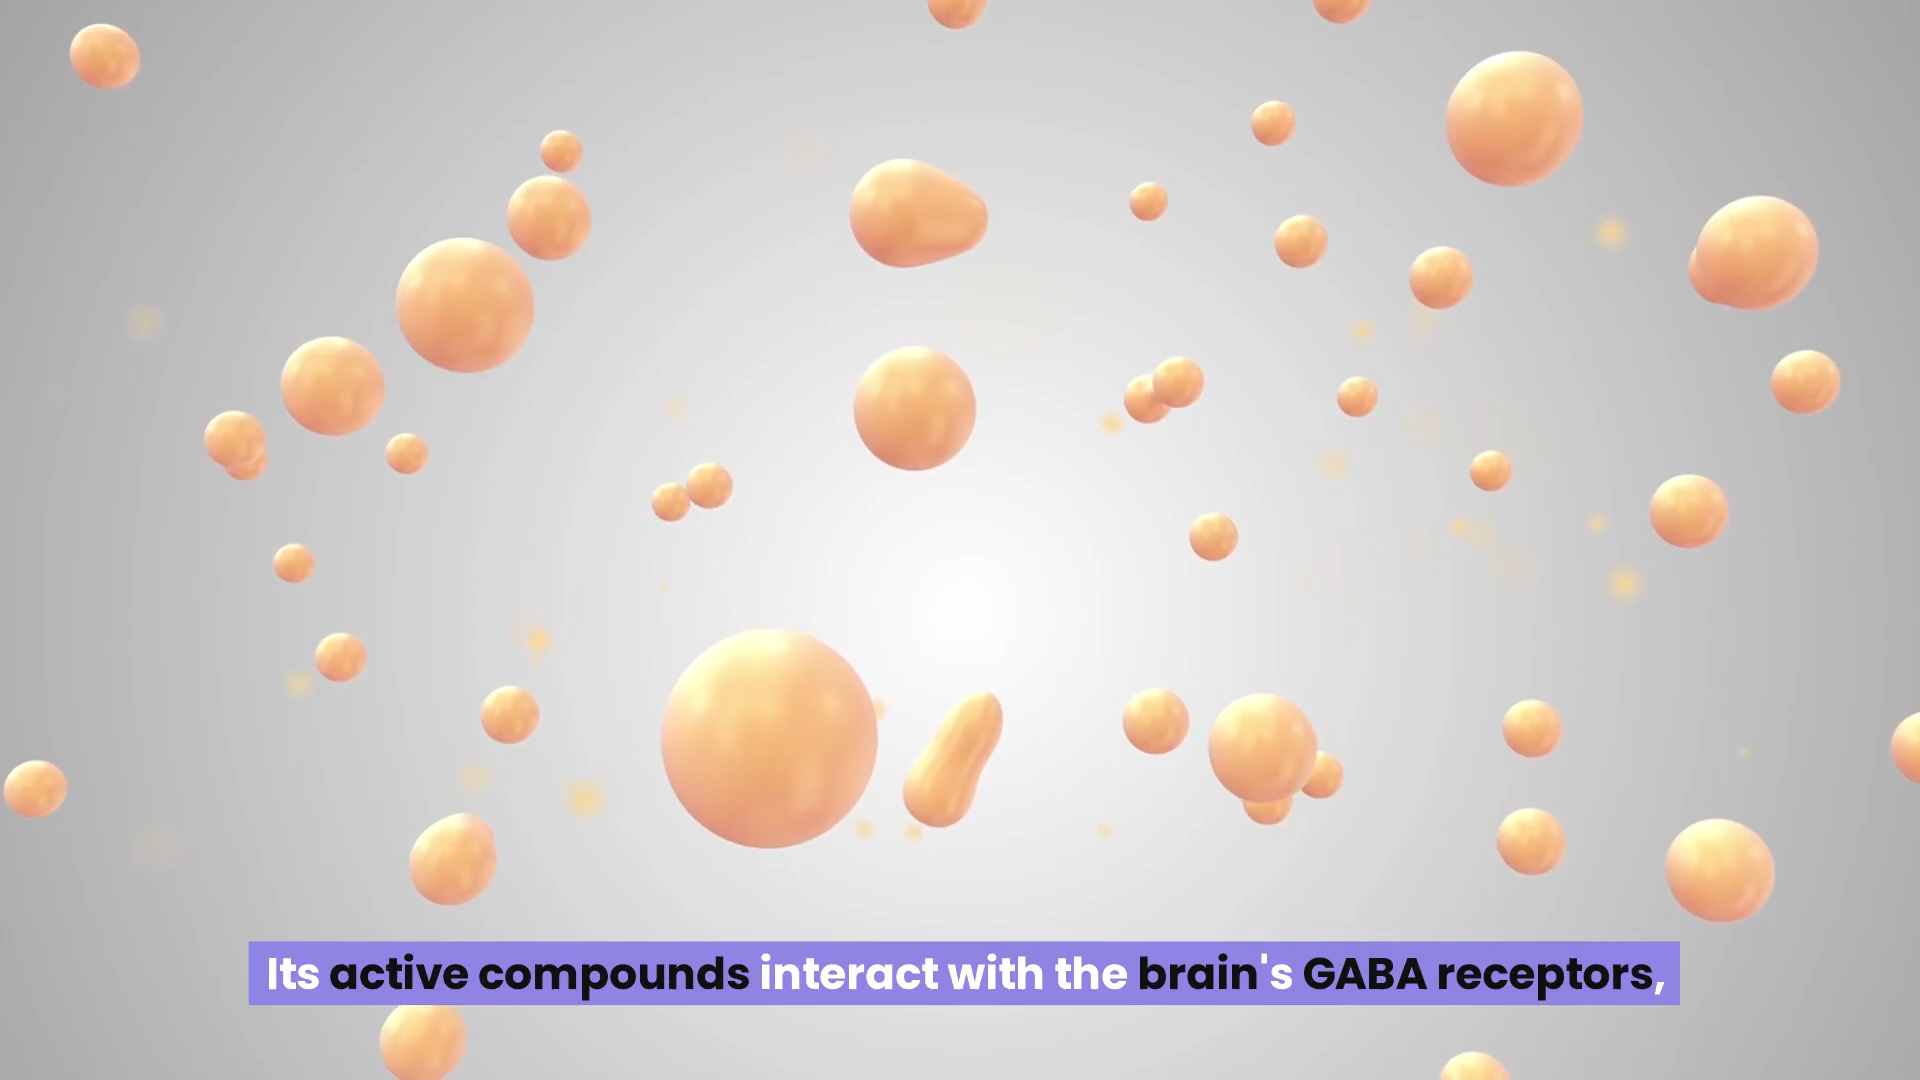 Its active compounds interact with the brain's GABA receptors,